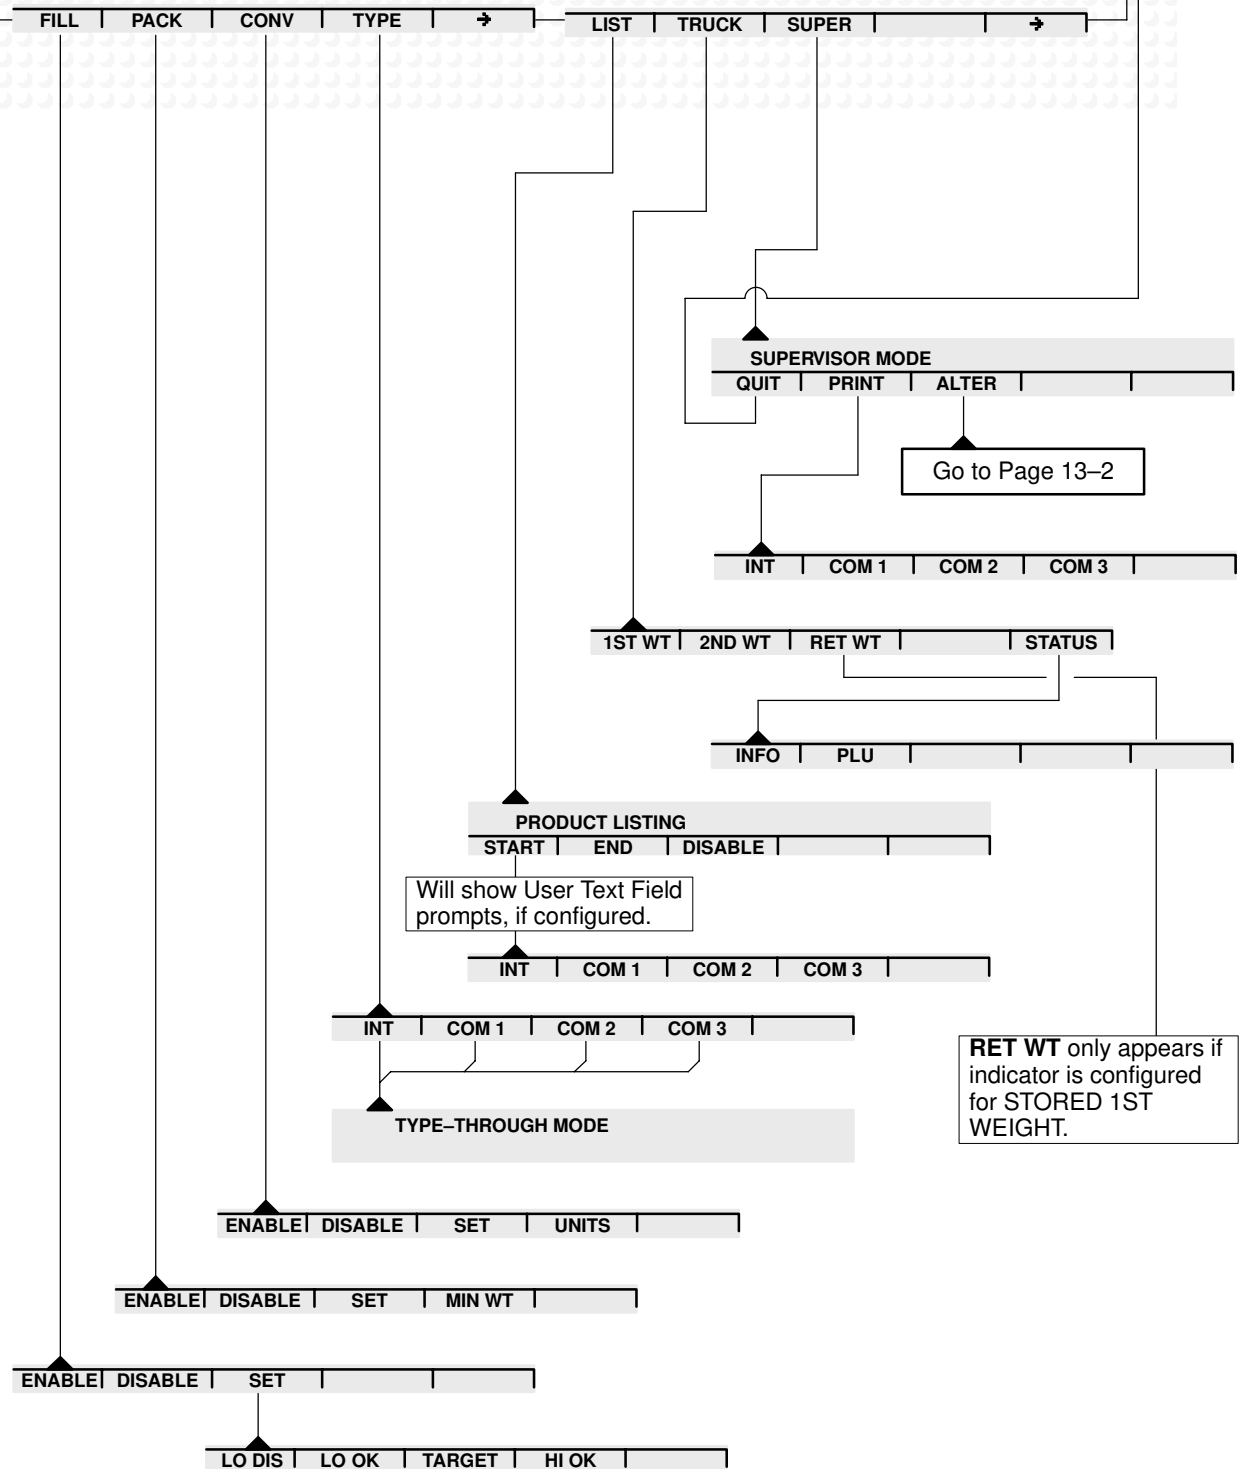 FILL PACK CONV TYPE →
LIST TRUCK SUPER →
SUPERVISOR MODE
QUIT PRINT ALTER
Go to Page 13–2
INT COM 1 COM 2 COM 3
1ST WT 2ND WT RET WT STATUS
INFO PLU
PRODUCT LISTING
START END DISABLE
Will show User Text Field
prompts, if configured.
INT COM 1 COM 2 COM 3
INT COM 1 COM 2 COM 3
RET WT only appears if
indicator is configured
for STORED 1ST
WEIGHT.
TYPE–THROUGH MODE
ENABLE DISABLE SET UNITS
ENABLE DISABLE SET MIN WT
ENABLE DISABLE SET
LO DIS LO OK TARGET HI OK